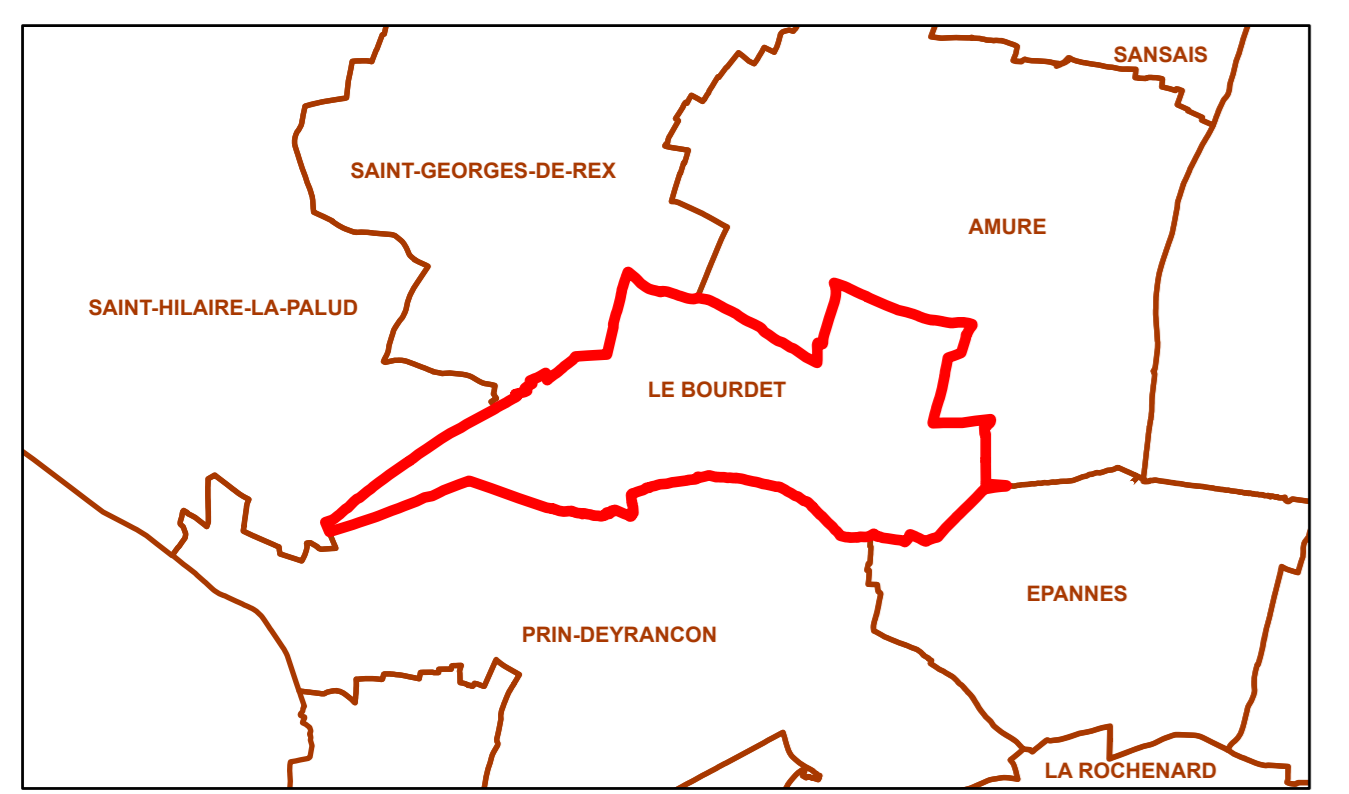 SANSAIS
SAINT-GEORGES-DE-REX
AMURE
SAINT-HILAIRE-LA-PALUD
LE BOURDET
EPANNES
PRIN-DEYRANCON
LA ROCHENARD